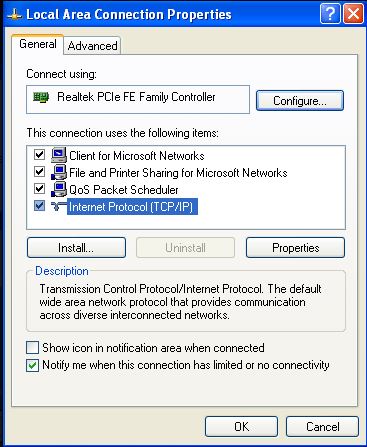 Local Area Connection Properties
General
Advanced
Connect using:
Realtek PCIe FE Family Controller
Configure...
This connection uses the following items:
Client for Microsoft Networks
File and Printer Sharing for Microsoft Networks
QoS Packet Scheduler
Internet Protocol (TCP/IP)
Install...
Uninstall
Properties
Description
Transmission Control Protocol/Internet Protocol. The default
wide area network protocol that provides communication
across diverse interconnected networks.
Show icon in notification area when connected
Notify me when this connection has limited or no connectivity
OK
Cancel